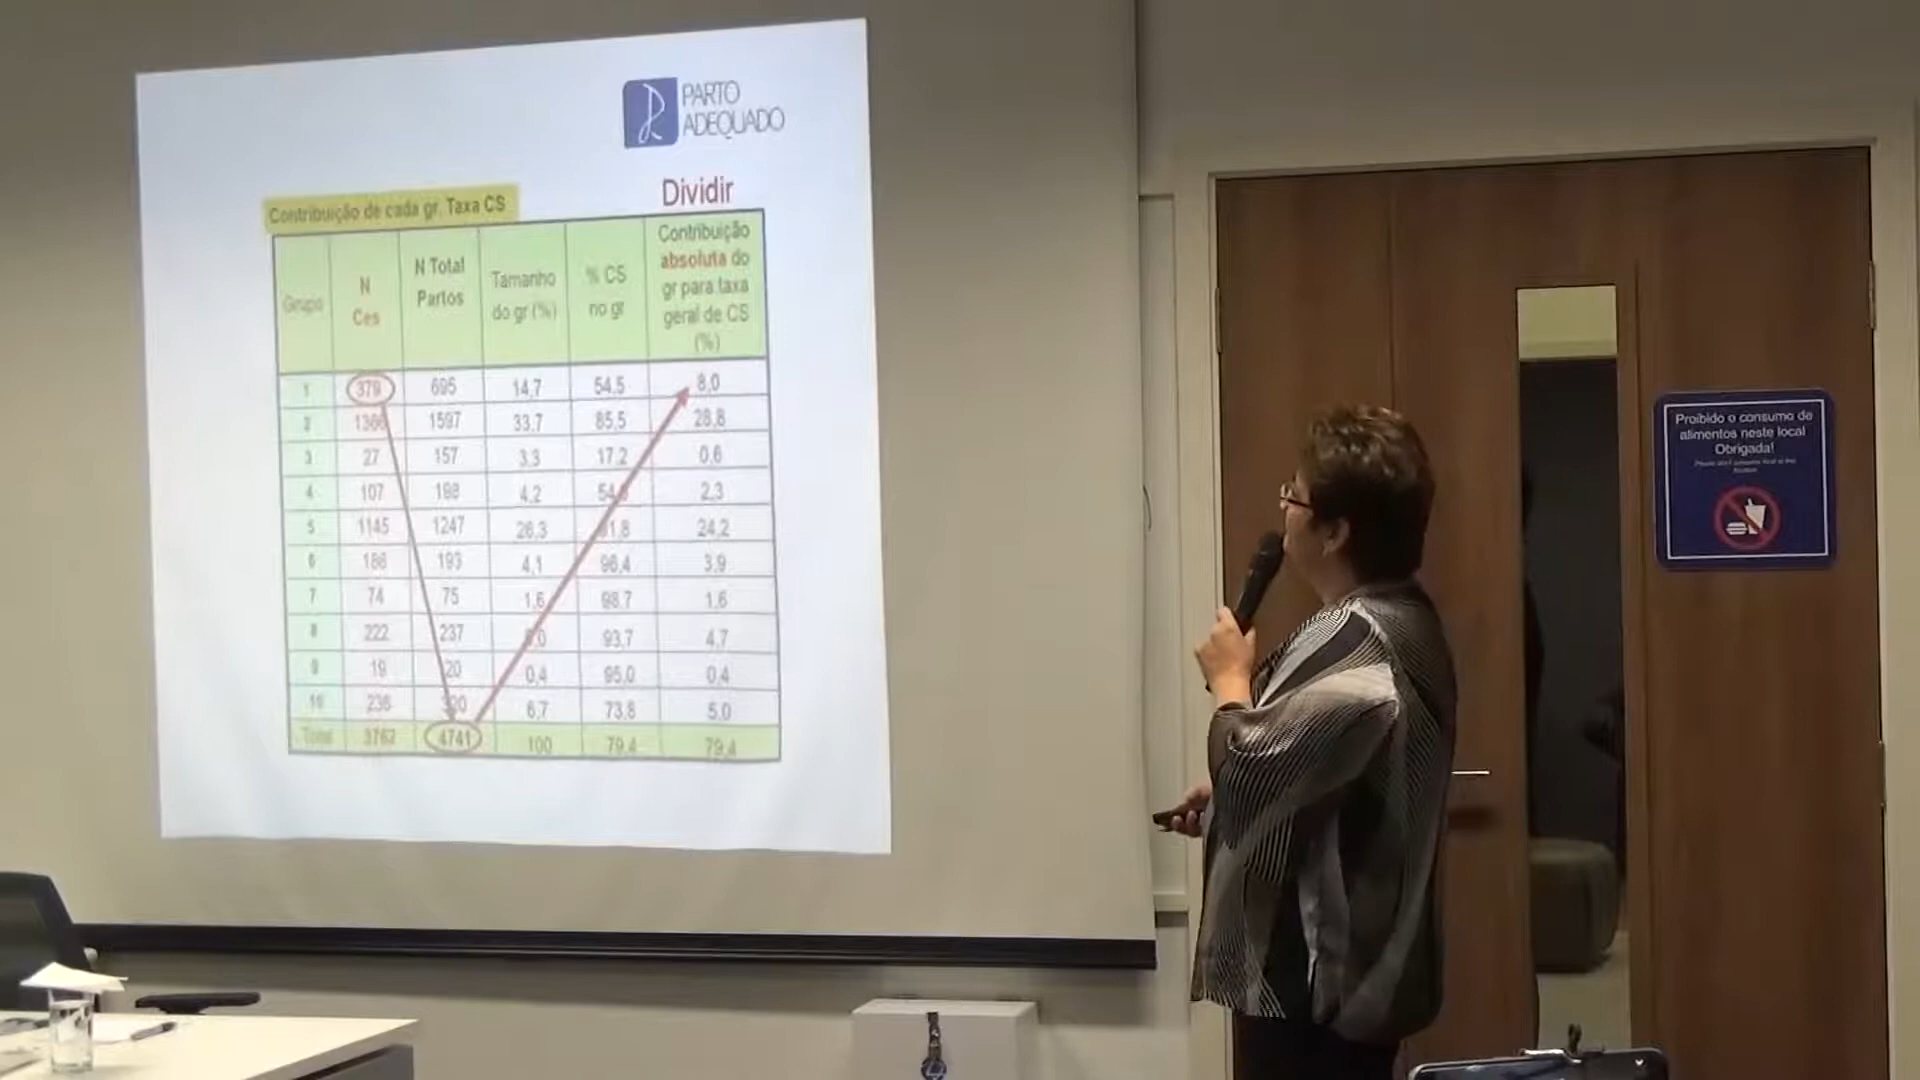 PARTO
ADEQUADO
Dividir
Contribuição de cada gr. Taxa CS
Grupo N Ces N Total Partos Tamanho do gr (%) % CS no gr Contribuição absoluta do gr para taxa geral de CS (%)
1 379 695 14,7 54,5 8,0
2 1366 1597 33,7 85,5 28,8
3 27 157 3,3 17,2 0,6
4 107 198 4,2 2,3
5 1145 1247 26,3 24,2
6 186 193 4,1 96,4 3,9
7 74 75 1,6 98,7 1,6
8 222 237 93,7 4,7
9 19 20 0,4 95,0 0,4
10 236 6,7 73,8 5,0
Total 3762 4741 100 79,4 79,4
Proibido o consumo de
alimentos neste local
Obrigada!